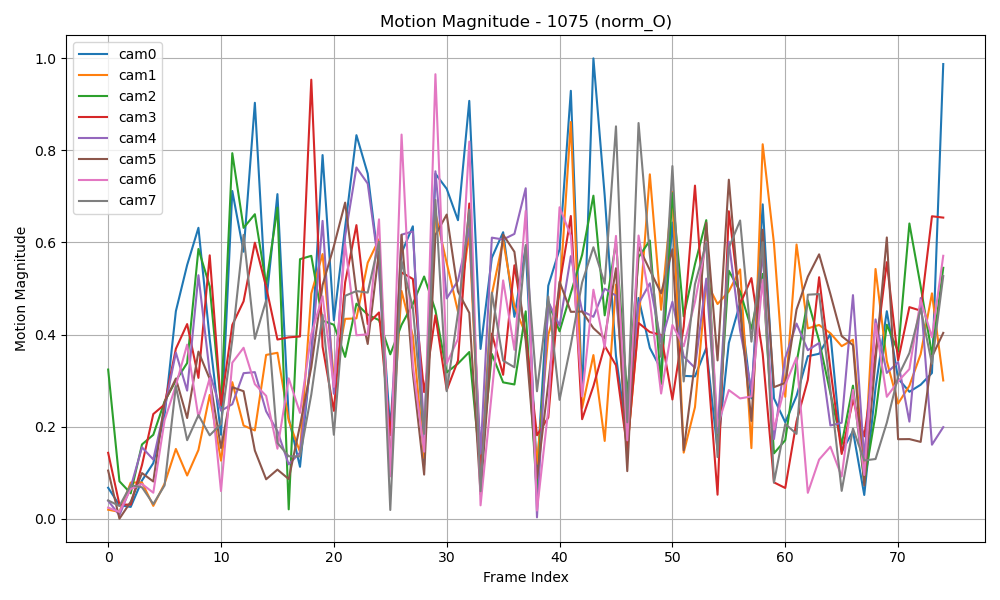 Motion Magnitude - 1075 (norm_O)
1.0
0.8
0.6
0.4
0.2
0.0
Motion Magnitude
cam0
cam1
cam2
cam3
cam4
cam5
cam6
cam7
0 10 20 30 40 50 60 70
Frame Index